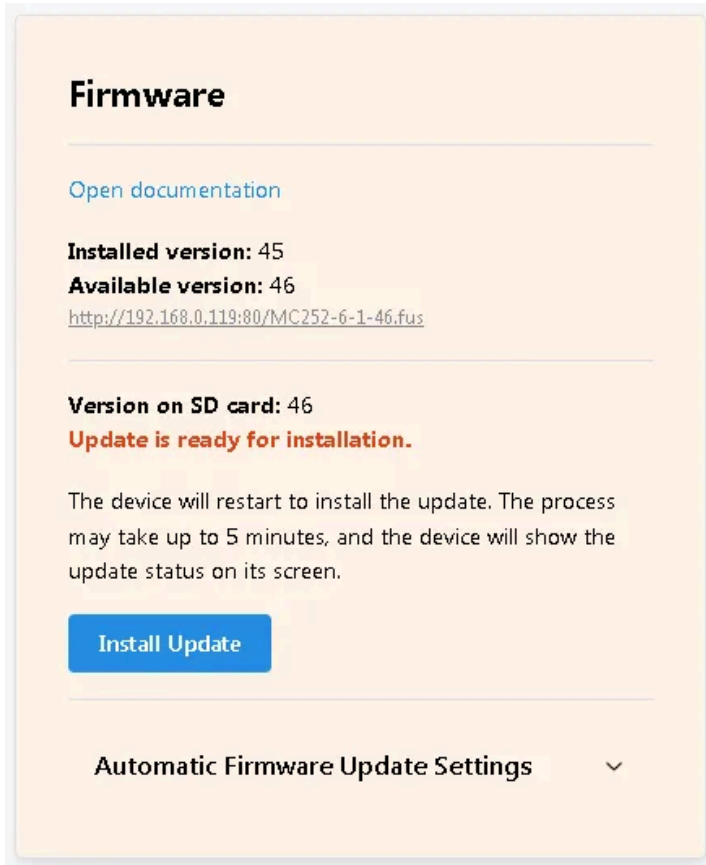 Firmware
Open documentation
Installed version: 45
Available version: 46
http://192.168.0.119:80/MC252-6-1-46.fus
Version on SD card: 46
Update is ready for installation.
The device will restart to install the update. The process
may take up to 5 minutes, and the device will show the
update status on its screen.
Install Update
Automatic Firmware Update Settings